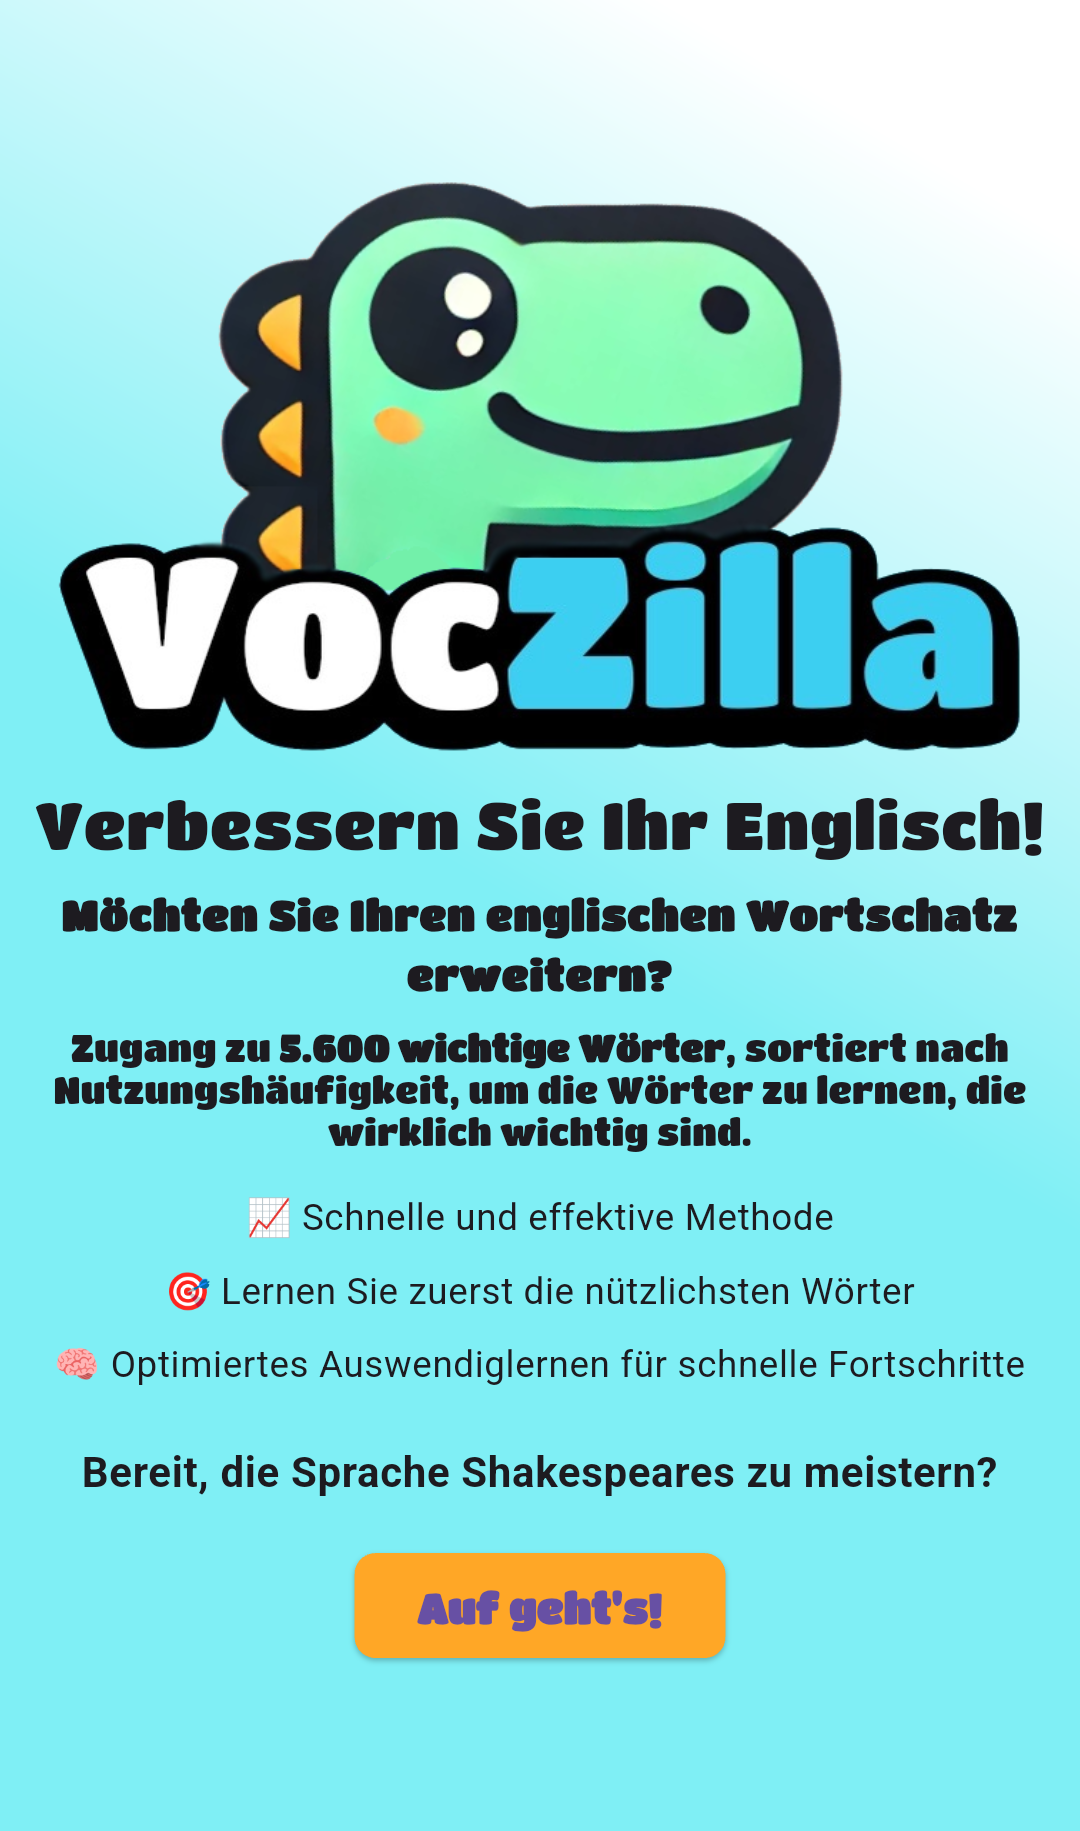 VocZilla
Verbessern Sie Ihr Englisch!
Möchten Sie Ihren englischen Wortschatz
erweitern?
Zugang zu 5.600 wichtige Wörter, sortiert nach
Nutzungshäufigkeit, um die Wörter zu lernen, die
wirklich wichtig sind.
📈 Schnelle und effektive Methode
🎯 Lernen Sie zuerst die nützlichsten Wörter
🧠 Optimiertes Auswendiglernen für schnelle Fortschritte
Bereit, die Sprache Shakespeares zu meistern?
Auf geht's!